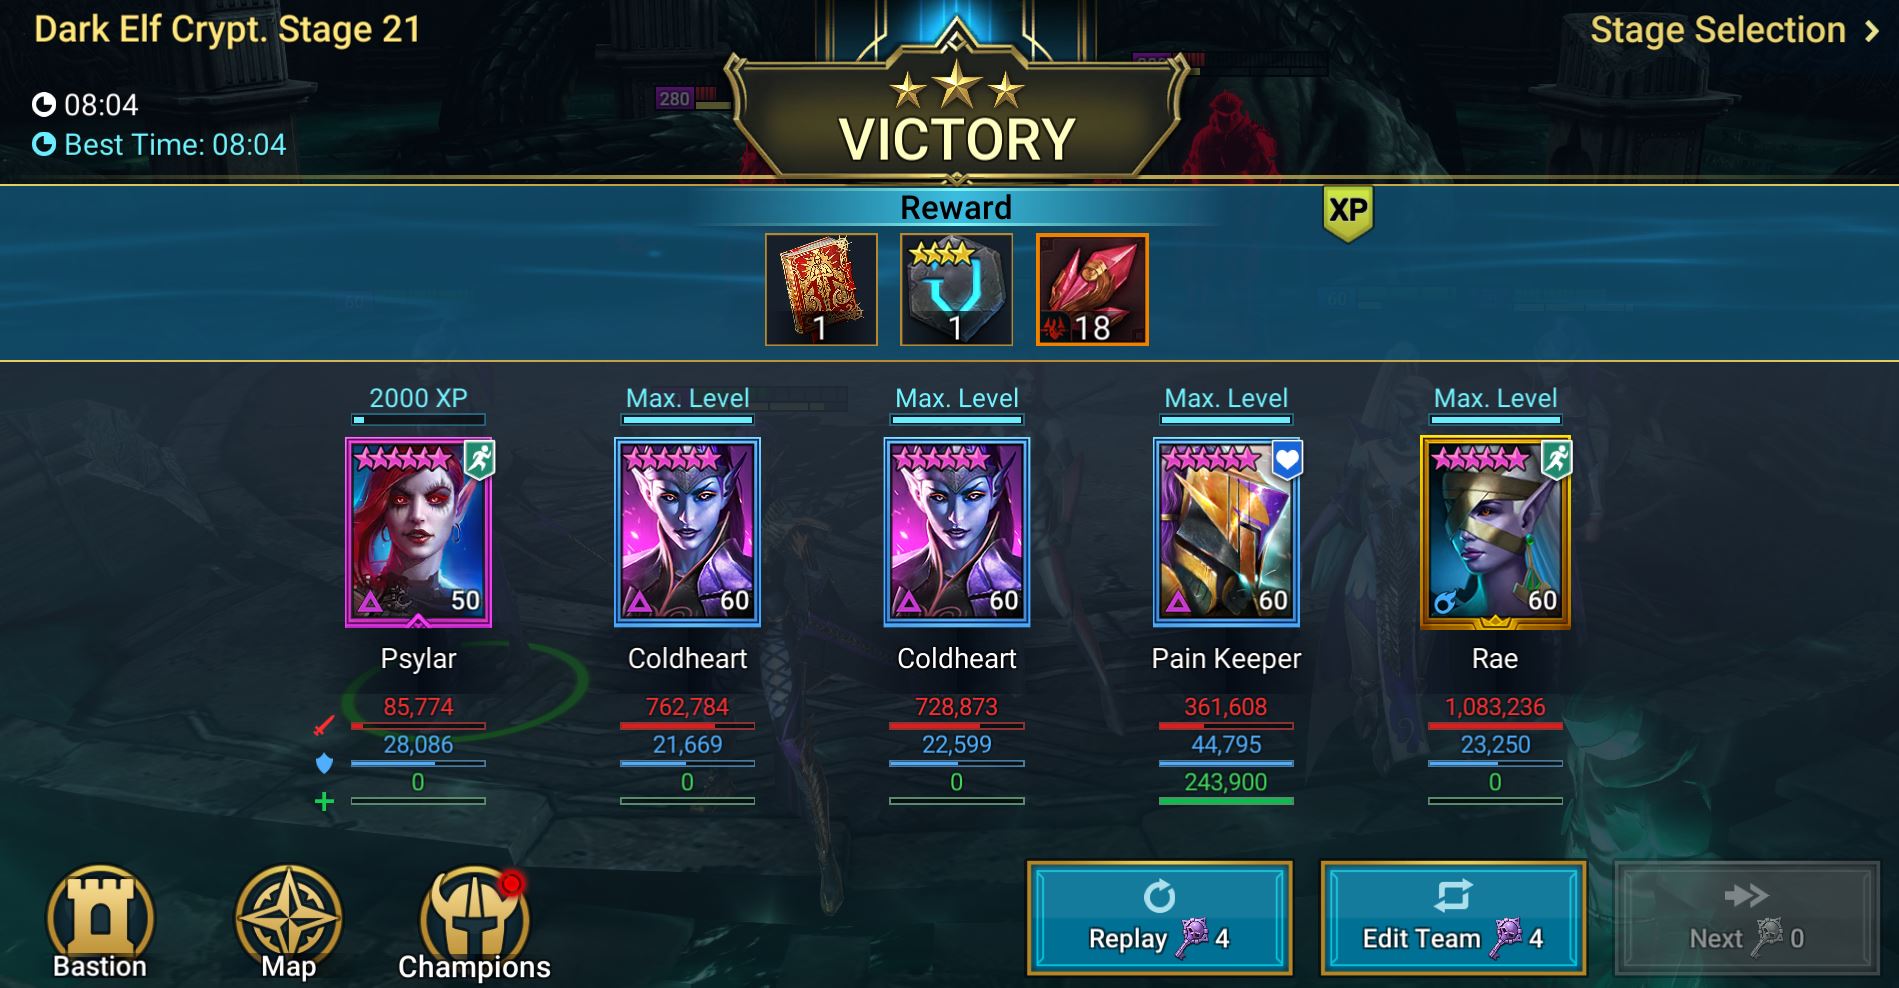 Dark Elf Crypt. Stage 21
Stage Selection
08:04
Best Time: 08:04
280
VICTORY
Reward
XP
1
1
18
2000 XP
Max. Level
Max. Level
Max. Level
Max. Level
50
60
60
60
60
Psylar
Coldheart
Coldheart
Pain Keeper
Rae
85,774
762,784
728,873
361,608
1,083,236
28,086
21,669
22,599
44,795
23,250
0
0
0
243,900
0
Bastion
Map
Champions
Replay 4
Edit Team 4
Next 0